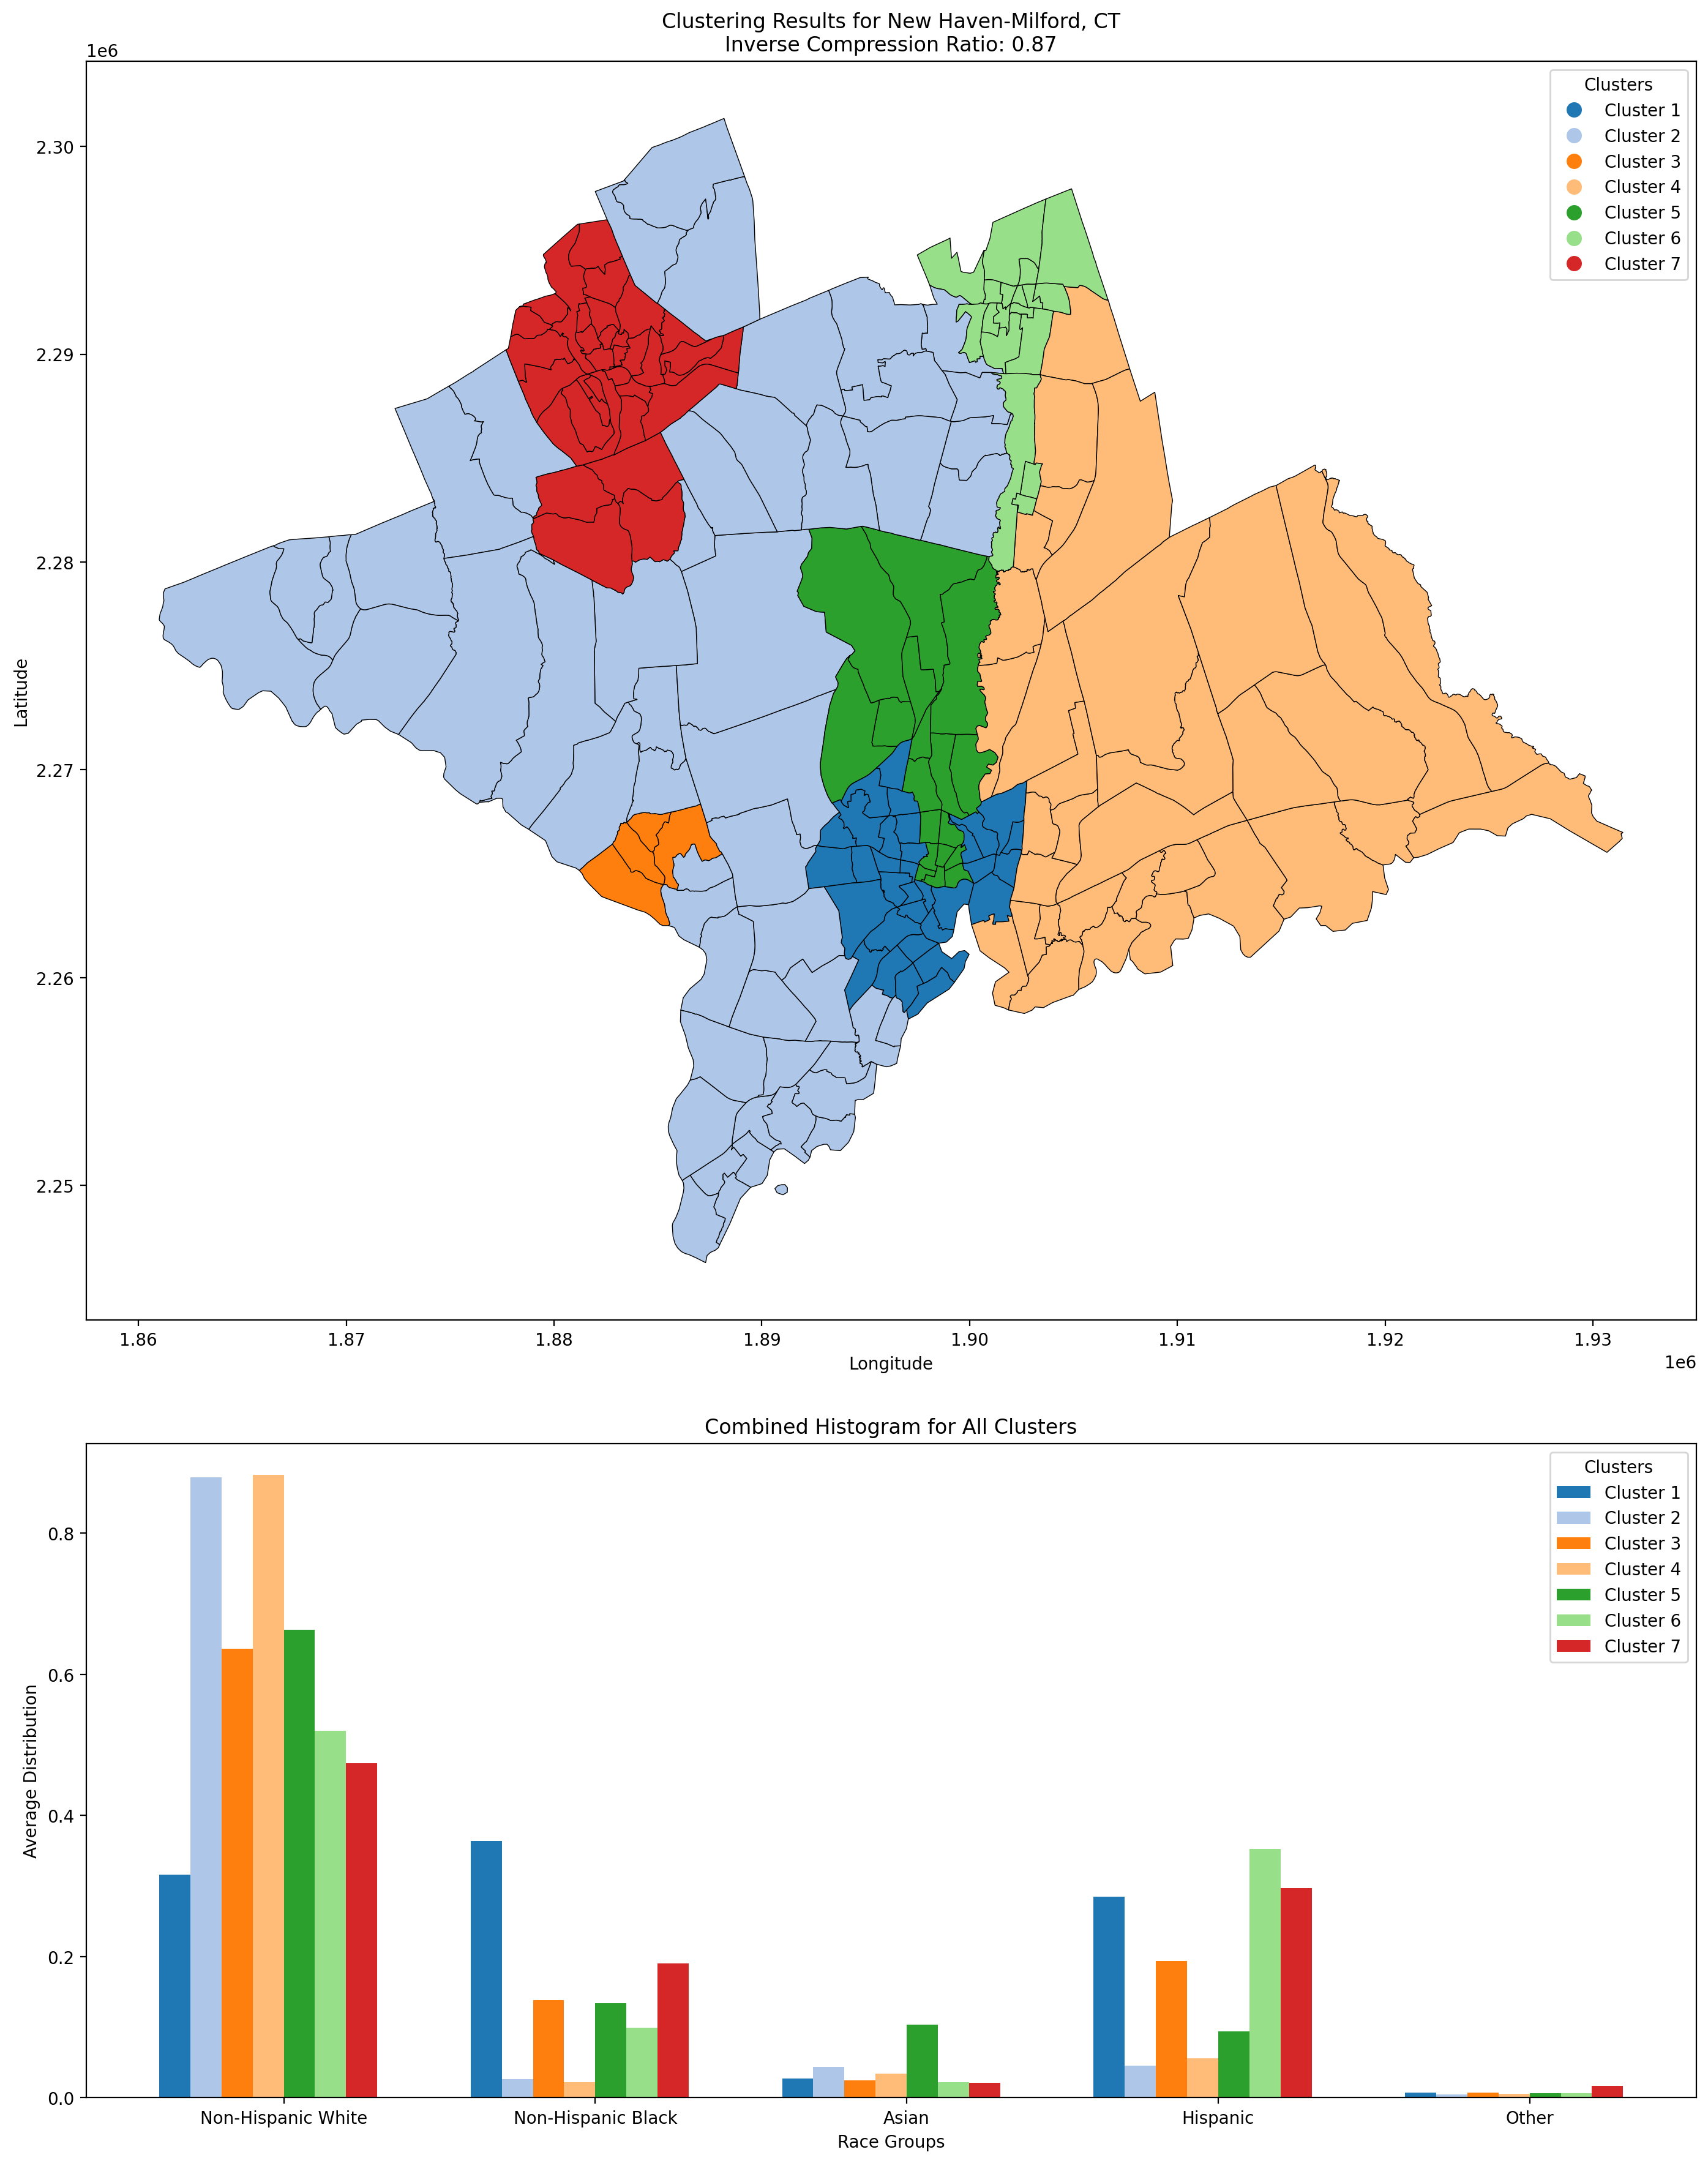 Clustering Results for New Haven-Milford, CT
Inverse Compression Ratio: 0.87
1e6
Clusters
Cluster 1
Cluster 2
Cluster 3
Cluster 4
Cluster 5
Cluster 6
Cluster 7
2.30
2.29
2.28
2.27
2.26
2.25
Latitude
1.86 1.87 1.88 1.89 1.90 1.91 1.92 1.93
Longitude
1e6
Combined Histogram for All Clusters
Clusters
Cluster 1
Cluster 2
Cluster 3
Cluster 4
Cluster 5
Cluster 6
Cluster 7
0.8
0.6
0.4
0.2
0.0
Average Distribution
Non-Hispanic White Non-Hispanic Black Asian Hispanic Other
Race Groups